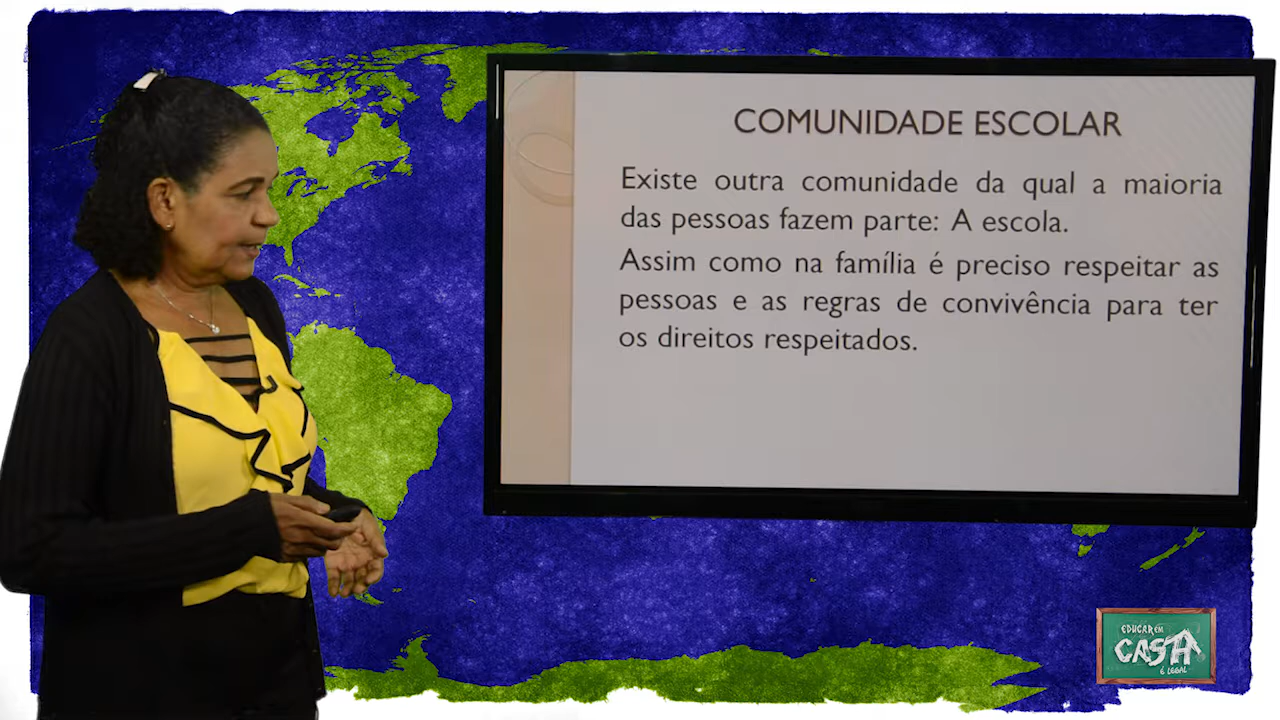 COMUNIDADE ESCOLAR
Existe outra comunidade da qual a maioria
das pessoas fazem parte: A escola.
Assim como na família é preciso respeitar as
pessoas e as regras de convivência para ter
os direitos respeitados.
EDUCAR EM
CASA
É LEGAL